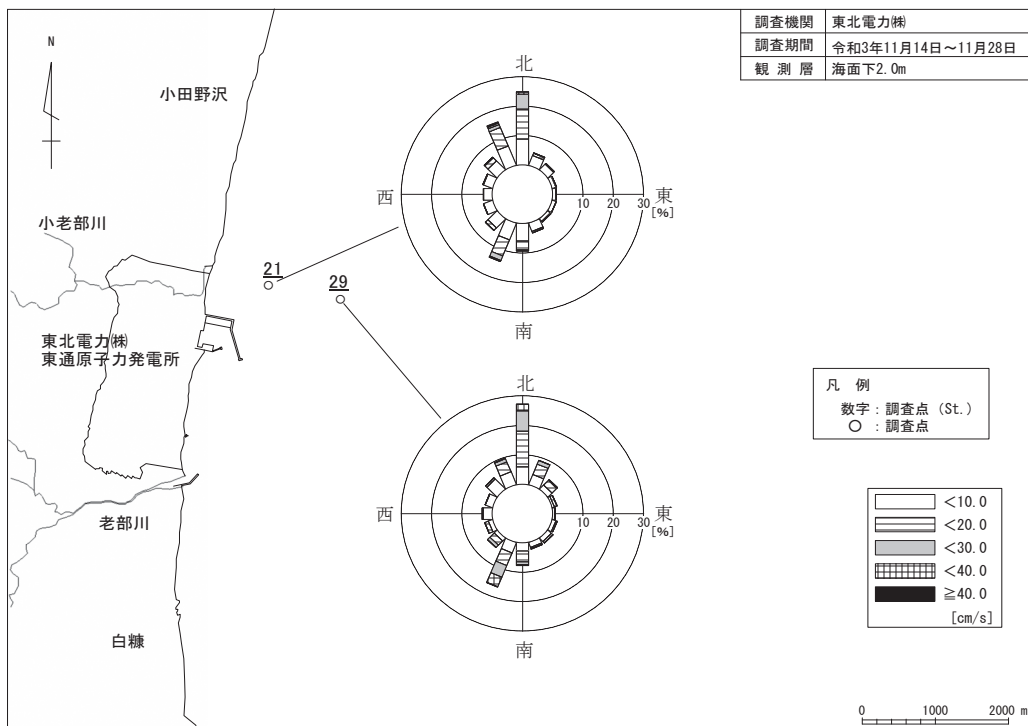 調査機関 東北電力㈱
調査期間 令和3年11月14日～11月28日
観測層 海面下2.0m
N
小田野沢
北
西
東
10 20 30
[%]
南
小老部川
21
29
東北電力㈱
東通原子力発電所
北
西
東
10 20 30
[%]
南
凡 例
数字：調査点 (St.)
○ ：調査点
＜10.0
＜20.0
＜30.0
＜40.0
≧40.0
[cm/s]
老部川
白糠
0 1000 2000 m